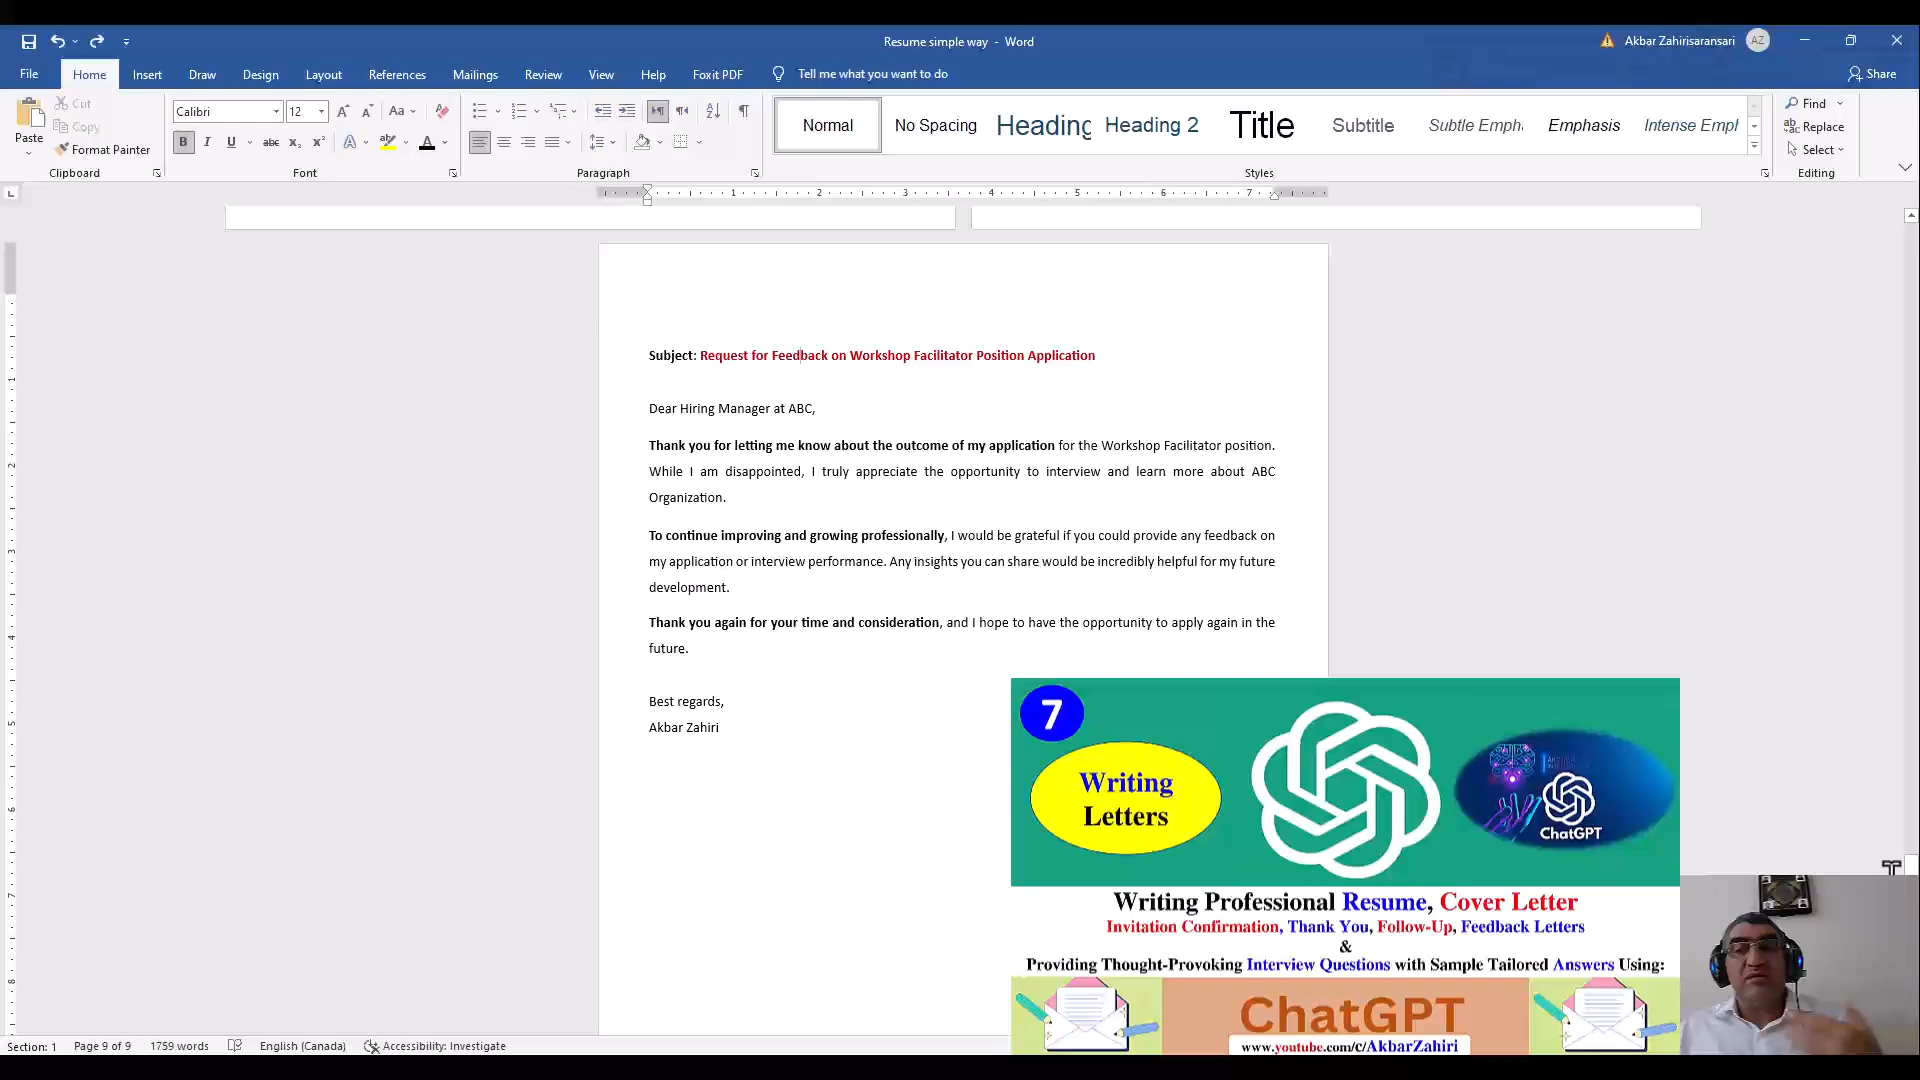 Resume simple way - Word
Akbar Zahirisaransari
AZ
File
Home
Insert
Draw
Design
Layout
References
Mailings
Review
View
Help
Foxit PDF
Tell me what you want to do
Share
Paste
Cut
Copy
Format Painter
Clipboard
Calibri
12
Font
Paragraph
Normal
No Spacing
Heading
Heading 2
Title
Subtitle
Subtle Emph
Emphasis
Intense Empl
Styles
Find
Replace
Select
Editing
1 2 3 4 5 6 7
Subject: Request for Feedback on Workshop Facilitator Position Application
Dear Hiring Manager at ABC,
Thank you for letting me know about the outcome of my application for the Workshop Facilitator position.
While I am disappointed, I truly appreciate the opportunity to interview and learn more about ABC
Organization.
To continue improving and growing professionally, I would be grateful if you could provide any feedback on
my application or interview performance. Any insights you can share would be incredibly helpful for my future
development.
Thank you again for your time and consideration, and I hope to have the opportunity to apply again in the
future.
Best regards,
Akbar Zahiri
7
Writing
Letters
ChatGPT
Writing Professional Resume, Cover Letter
Invitation Confirmation, Thank You, Follow-Up, Feedback Letters
&
Providing Thought-Provoking Interview Questions with Sample Tailored Answers Using:
ChatGPT
www.youtube.com/c/AkbarZahiri
Section: 1
Page 9 of 9
1759 words
English (Canada)
Accessibility: Investigate